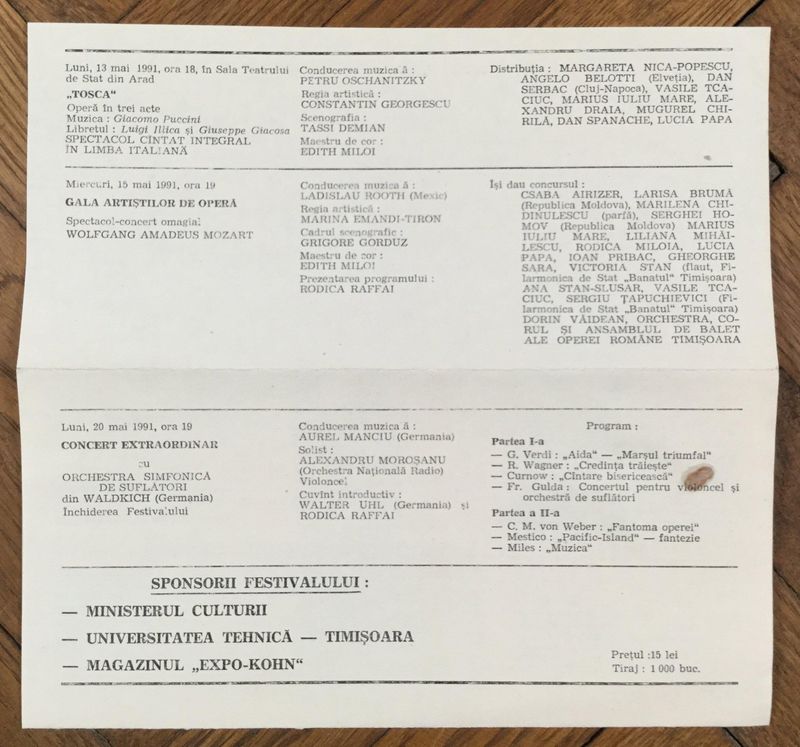 Luni, 13 mai 1991, ora 18, în Sala Teatrului
de Stat din Arad
„TOSCA“
Operă în trei acte
Muzica : Giacomo Puccini
Libretul : Luigi Illica și Giuseppe Giacosa
SPECTACOL CÎNTAT INTEGRAL
ÎN LIMBA ITALIANĂ
Conducerea muzica ă :
PETRU OSCHANITZKY
Regia artistică :
CONSTANTIN GEORGESCU
Scenografia :
TASSI DEMIAN
Maestru de cor :
EDITH MILOI
Distribuția : MARGARETA NICA-POPESCU,
ANGELO BELOTTI (Elveția), DAN
SERBAC (Cluj-Napoca), VASILE TCA-
CIUC, MARIUS IULIU MARE, ALE-
XANDRU DRAIA, MUGUREL CHI-
RILĂ, DAN SPANACHE, LUCIA PAPA
Miercuri, 15 mai 1991, ora 19
GALA ARTIȘTILOR DE OPERĂ
Spectacol-concert omagial
WOLFGANG AMADEUS MOZART
Conducerea muzica ă :
LADISLAU ROOTH (Mexic)
Regia artistică :
MARINA EMANDI-TIRON
Cadrul scenografic :
GRIGORE GORDUZ
Maestru de cor :
EDITH MILOI
Prezentarea programului :
RODICA RAFFAI
Iși dau concursul :
CSABA AIRIZER, LARISA BRUMĂ
(Republica Moldova), MARILENA CHI-
DINULESCU (parfă), SERGHEI HO-
MOV (Republica Moldova) MARIUS
IULIU MARE, LILIANA MIHĂI-
LESCU, RODICA MILOIA, LUCIA
PAPA, IOAN PRIBAC, GHEORGHE
SARA, VICTORIA STAN (flaut, Fi-
larmonica de Stat „Banatul“ Timișoara)
ANA STAN-SLUSAR, VASILE TCA-
CIUC, SERGIU ȚAPUCHIEVICI (Fi-
larmonica de Stat „Banatul“ Timișoara)
DORIN VĂIDEAN, ORCHESTRA, CO-
RUL ȘI ANSAMBLUL DE BALET
ALE OPEREI ROMÂNE TIMIȘOARA
Luni, 20 mai 1991, ora 19
CONCERT EXTRAORDINAR
cu
ORCHESTRA SIMFONICĂ
DE SUFLĂTORI
din WALDKICH (Germania)
Închiderea Festivalului
Conducerea muzica ă :
AUREL MANCIU (Germania)
Solist :
ALEXANDRU MOROȘANU
(Orchestra Națională Radio)
Violoncel
Cuvînt introductiv :
WALTER UHL (Germania) și
RODICA RAFFAI
Program :
Partea I-a
— G. Verdi : „Aida“ — „Marșul triumfal“
— R. Wagner : „Credința trăiește“
— Curnow : „Cîntare bisericească“
— Fr. Gulda : Concertul pentru violoncel și
orchestră de suflători
Partea a II-a
— C. M. von Weber : „Fantoma operei“
— Mestico : „Pacific-Island“ — fantezie
— Miles : „Muzica“
SPONSORII FESTIVALULUI :
— MINISTERUL CULTURII
— UNIVERSITATEA TEHNICĂ — TIMIȘOARA
— MAGAZINUL „EXPO-KOHN“
Prețul :15 lei
Tiraj : 1 000 buc.